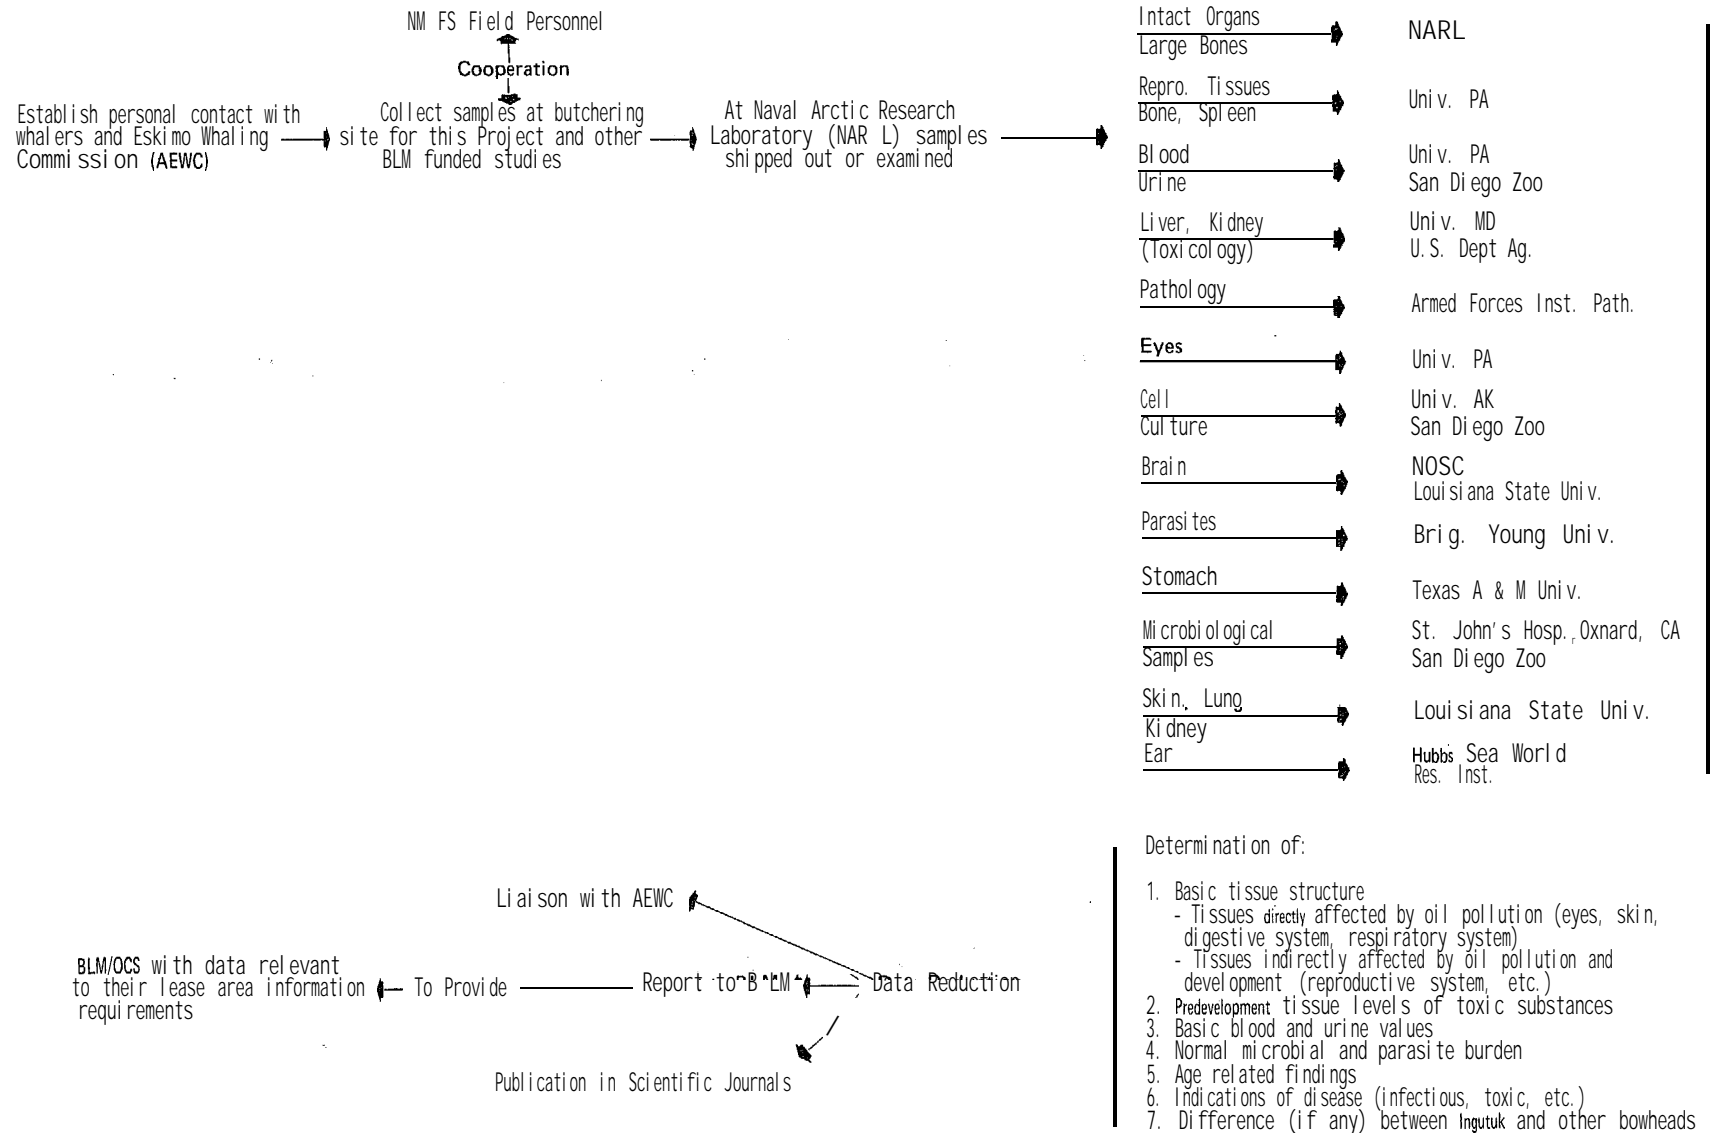 NMFS Field Personnel
Cooperation
Establish personal contact with
whalers and Eskimo Whaling
Commission (AEWC)
Collect samples at butchering
site for this Project and other
BLM funded studies
At Naval Arctic Research
Laboratory (NARL) samples
shipped out or examined
Intact Organs
Large Bones
NARL
Repro. Tissues
Bone, Spleen
Univ. PA
Blood
Urine
Univ. PA
San Diego Zoo
Liver, Kidney
(Toxicology)
Univ. MD
U.S. Dept Ag.
Pathology
Armed Forces Inst. Path.
Eyes
Univ. PA
Cell
Culture
Univ. AK
San Diego Zoo
Brain
NOSC
Louisiana State Univ.
Parasites
Brig. Young Univ.
Stomach
Texas A & M Univ.
Microbiological
Samples
St. John's Hosp., Oxnard, CA
San Diego Zoo
Skin, Lung
Kidney
Louisiana State Univ.
Ear
Hubbs Sea World
Res. Inst.
Determination of:
1. Basic tissue structure
- Tissues directly affected by oil pollution (eyes, skin,
digestive system, respiratory system)
- Tissues indirectly affected by oil pollution and
development (reproductive system, etc.)
2. Predevelopment tissue levels of toxic substances
3. Basic blood and urine values
4. Normal microbial and parasite burden
5. Age related findings
6. Indications of disease (infectious, toxic, etc.)
7. Difference (if any) between Ingutuk and other bowheads
Data Reduction
Liaison with AEWC
Report to BLM
To Provide
BLM/OCS with data relevant
to their lease area information
requirements
Publication in Scientific Journals